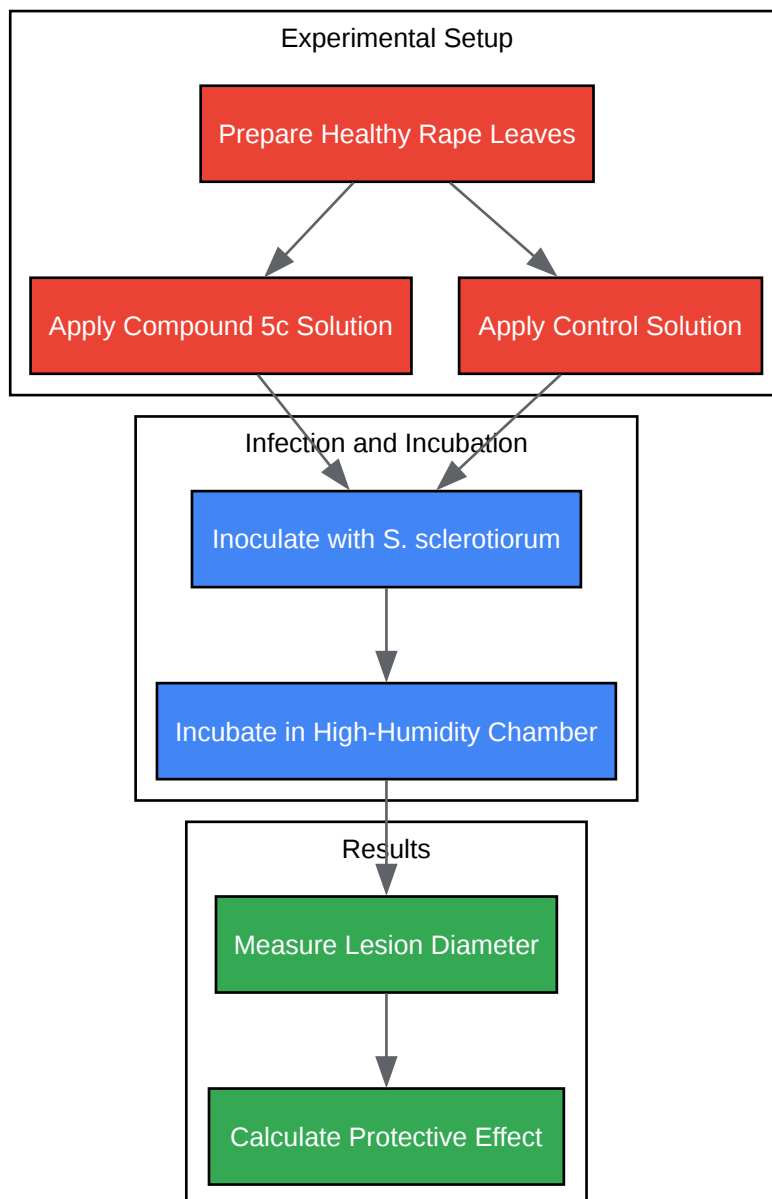 Experimental Setup
Prepare Healthy Rape Leaves
Apply Compound 5c Solution
Apply Control Solution
Infection and Incubation
Inoculate with S. sclerotiorum
Incubate in High-Humidity Chamber
Results
Measure Lesion Diameter
Calculate Protective Effect